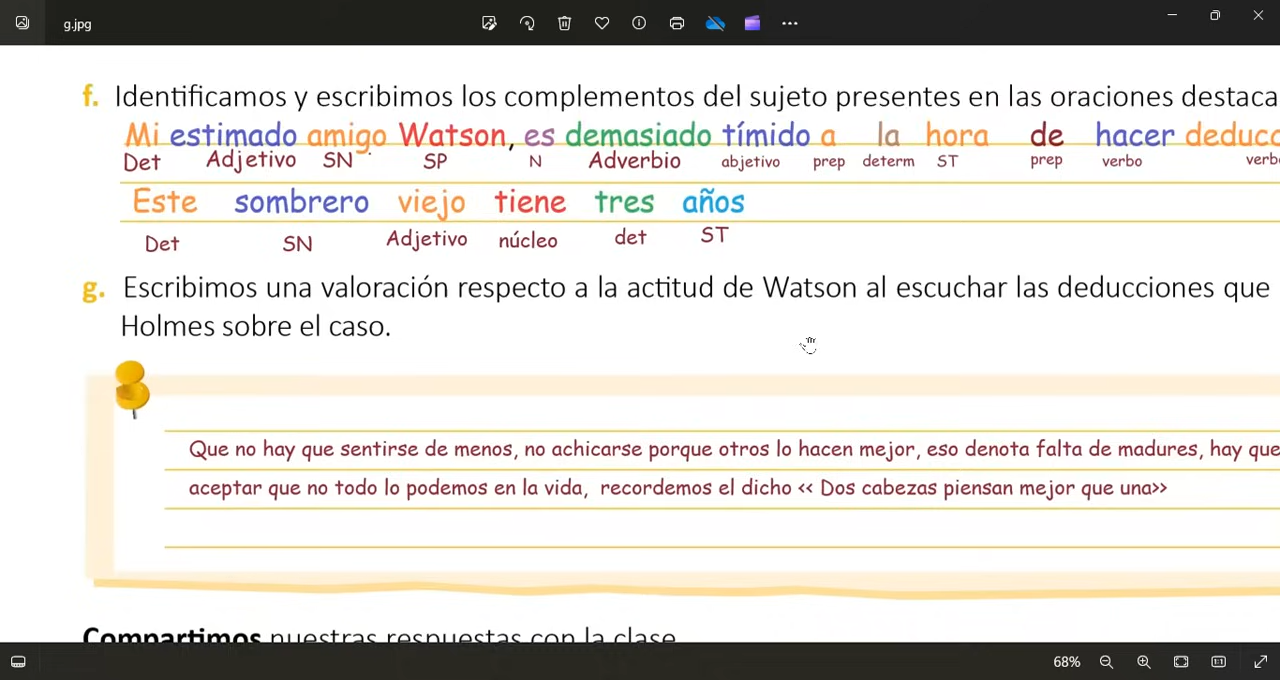 g.jpg
f. Identificamos y escribimos los complementos del sujeto presentes en las oraciones destaca
Mi estimado amigo Watson, es demasiado tímido a la hora de hacer deducc
Det Adjetivo SN SP N Adverbio abjetivo prep determ ST prep verbo verb
Este sombrero viejo tiene tres años
Det SN Adjetivo núcleo det ST
g. Escribimos una valoración respecto a la actitud de Watson al escuchar las deducciones que
Holmes sobre el caso.
Que no hay que sentirse de menos, no achicarse porque otros lo hacen mejor, eso denota falta de madures, hay que
aceptar que no todo lo podemos en la vida, recordemos el dicho << Dos cabezas piensan mejor que una>>
Compartimos nuestras respuestas con la clase
68%